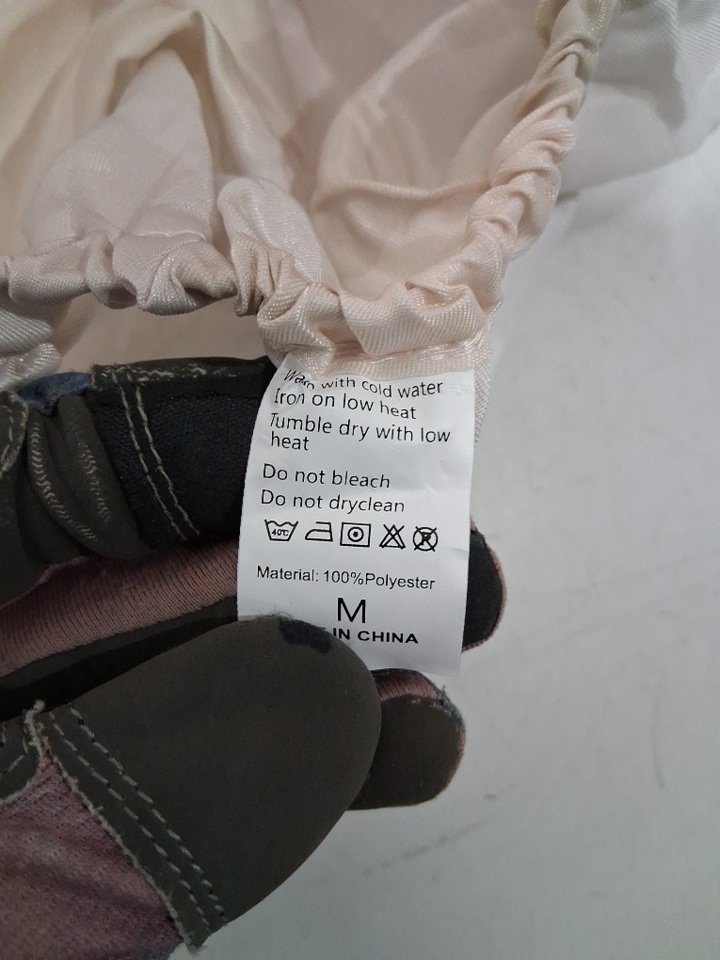 Warm with cold water
Iron on low heat
Tumble dry with low
heat
Do not bleach
Do not dryclean
40℃
Material: 100%Polyester
M
IN CHINA